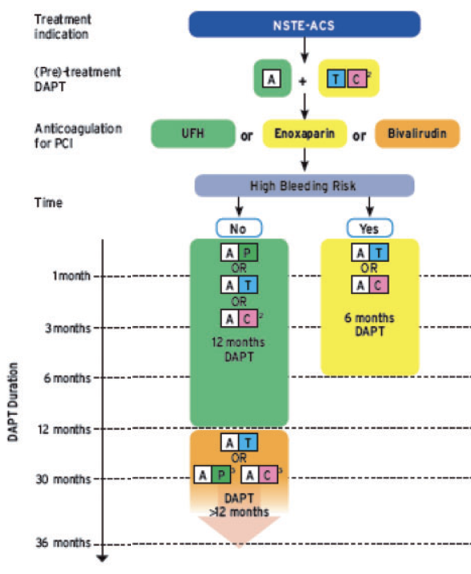 Treatment indication
NSTE-ACS
(Pre)-treatment DAPT
A + T C 2
Anticoagulation for PCI
UFH or Enoxaparin or Bivalirudin
High Bleeding Risk
Time
No
Yes
A P
OR
A T
OR
A C 2
12 months
DAPT
A T
OR
A C
6 months
DAPT
DAPT Duration
1 month
3 months
6 months
12 months
30 months
36 months
A T
OR
A P 3 A C 3
DAPT
>12 months